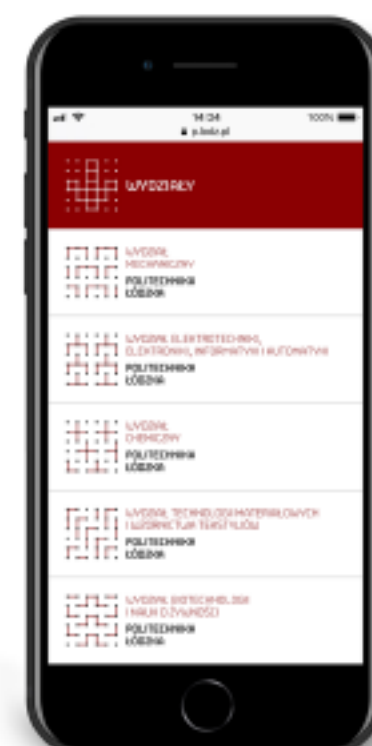 14:24
100%
p.lodz.pl
WYDZIAŁY
WYDZIAŁ
MECHANICZNY
POLITECHNIKA
ŁÓDZKA
WYDZIAŁ ELEKTROTECHNIKI,
ELEKTRONIKI, INFORMATYKI I AUTOMATYKI
POLITECHNIKA
ŁÓDZKA
WYDZIAŁ
CHEMICZNY
POLITECHNIKA
ŁÓDZKA
WYDZIAŁ TECHNOLOGII MATERIAŁOWYCH
I WZORNICTWA TEKSTYLIÓW
POLITECHNIKA
ŁÓDZKA
WYDZIAŁ BIOTECHNOLOGII
I NAUK O ŻYWNOŚCI
POLITECHNIKA
ŁÓDZKA